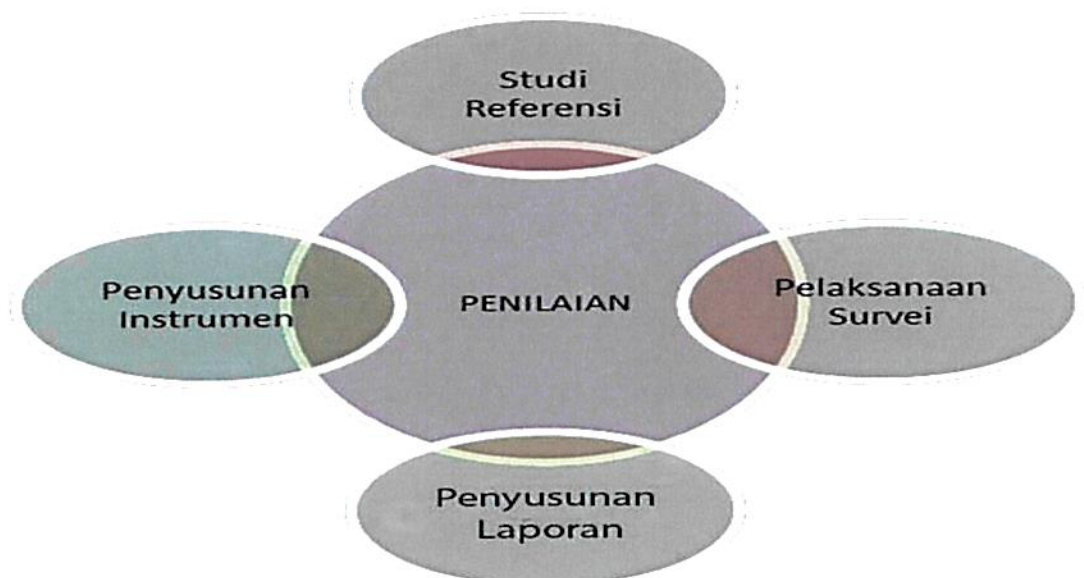 Studi
Referensi
Penyusunan
Instrumen
PENILAIAN
Pelaksanaan
Survei
Penyusunan
Laporan